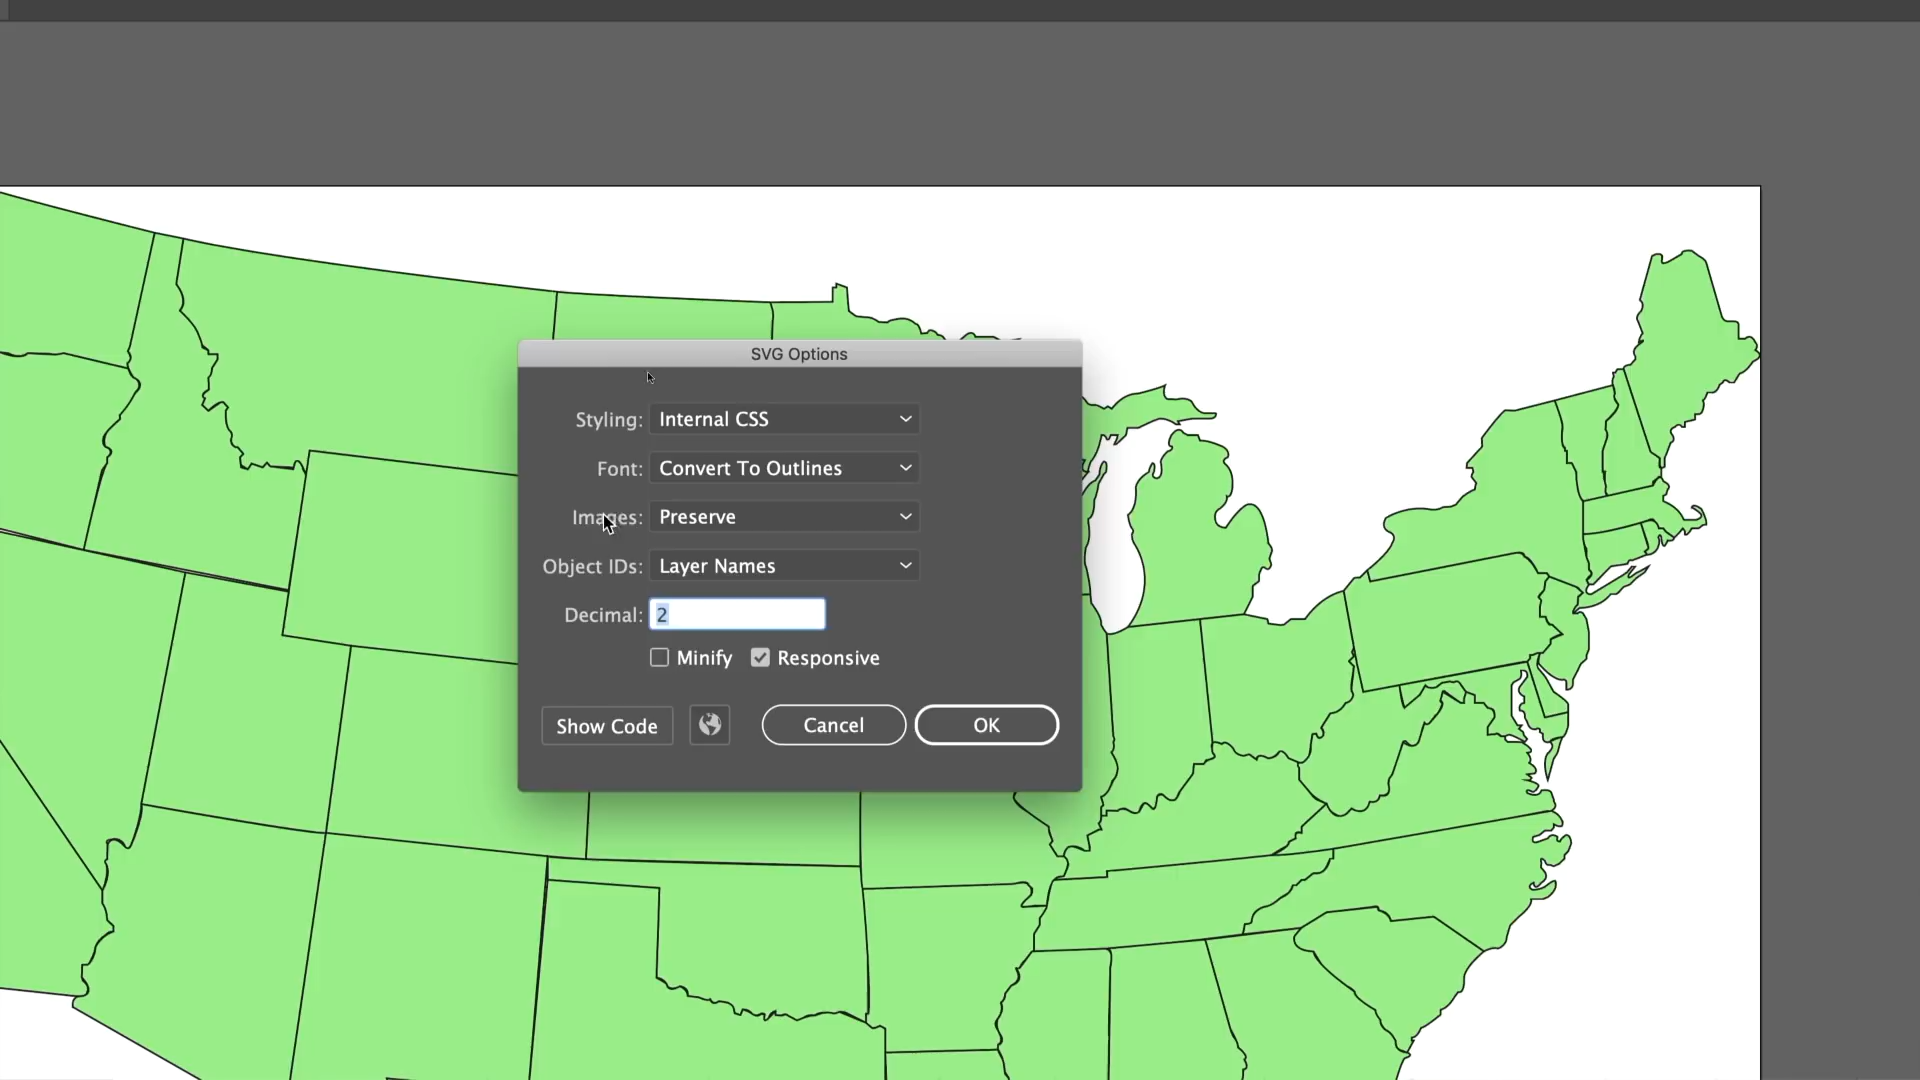 SVG Options
Styling: Internal CSS
Font: Convert To Outlines
Images: Preserve
Object IDs: Layer Names
Decimal: 2
Minify Responsive
Show Code Cancel OK